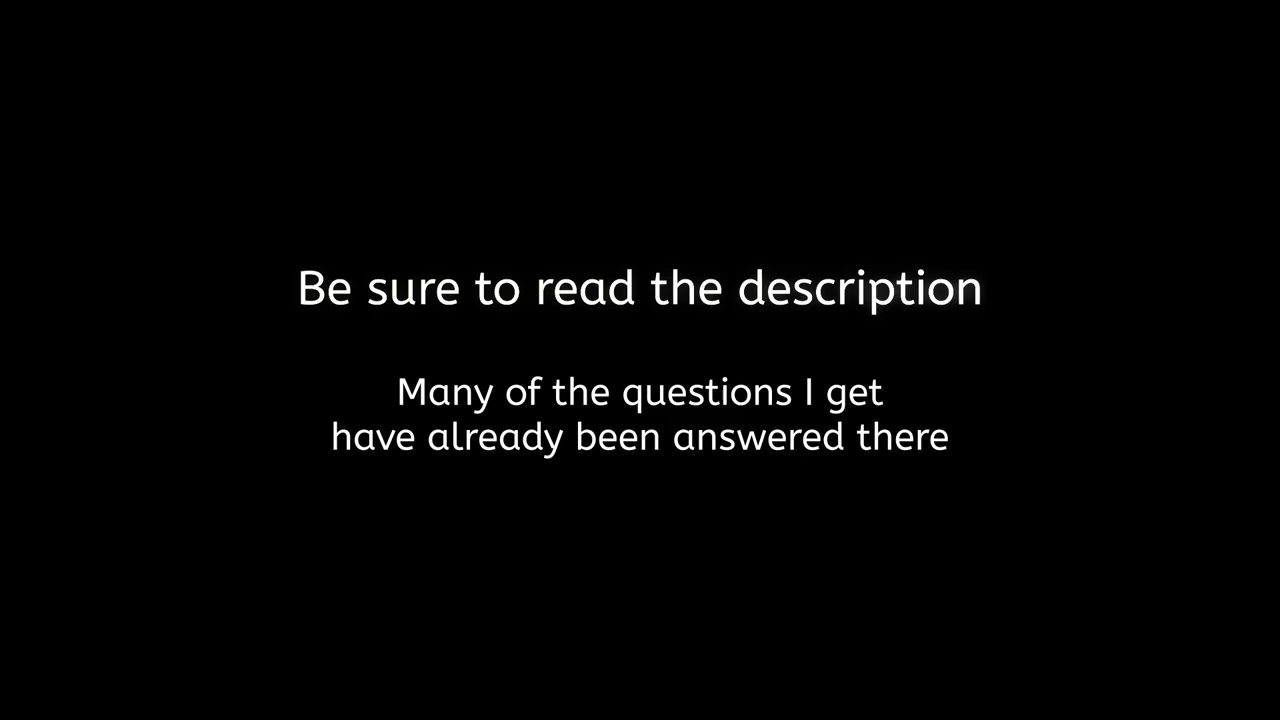 Be sure to read the description
Many of the questions I get
have already been answered there